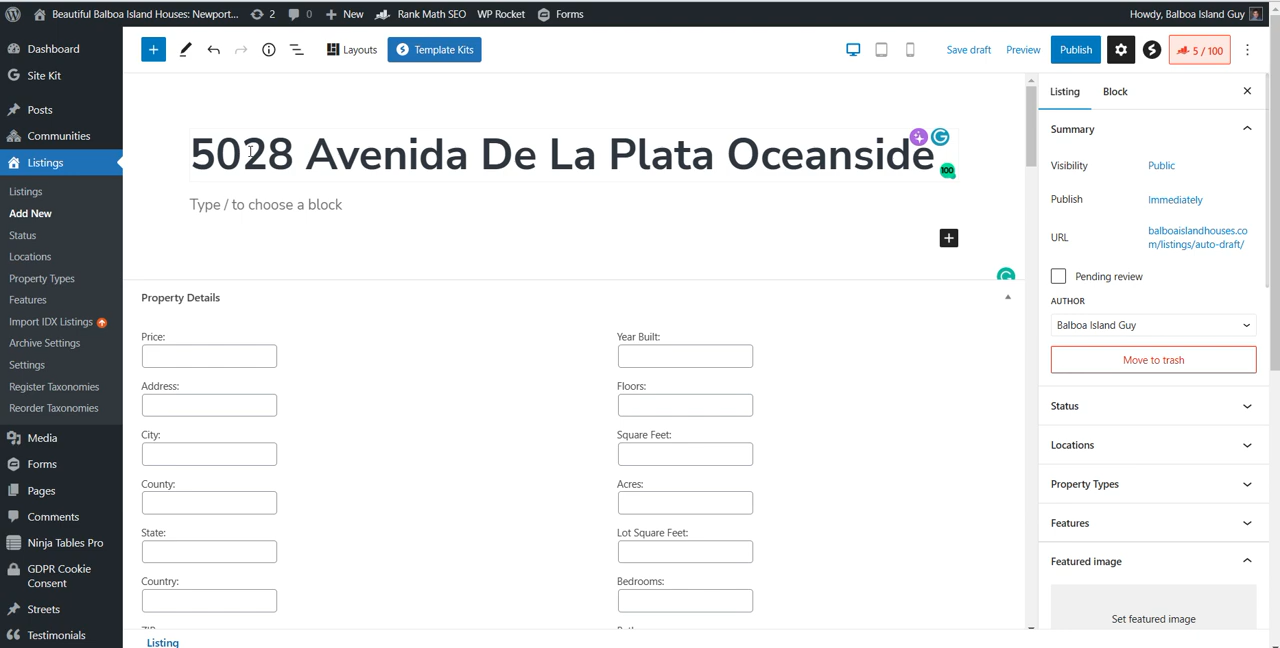 Beautiful Balboa Island Houses: Newport... 2 0 New Rank Math SEO WP Rocket Forms Howdy, Balboa Island Guy
Dashboard
Site Kit
Posts
Communities
Listings
Listings
Add New
Status
Locations
Property Types
Features
Import IDX Listings
Archive Settings
Settings
Register Taxonomies
Reorder Taxonomies
Media
Forms
Pages
Comments
Ninja Tables Pro
GDPR Cookie
Consent
Streets
Testimonials
Layouts Template Kits Save draft Preview Publish 5 / 100
5028 Avenida De La Plata Oceanside
100
Type / to choose a block
Property Details
Price:
Address:
City:
County:
State:
Country:
Year Built:
Floors:
Square Feet:
Acres:
Lot Square Feet:
Bedrooms:
Listing
Listing Block
Summary
Visibility Public
Publish Immediately
URL balboaislandhouses.co
m/listings/auto-draft/
Pending review
AUTHOR
Balboa Island Guy
Move to trash
Status
Locations
Property Types
Features
Featured image
Set featured image